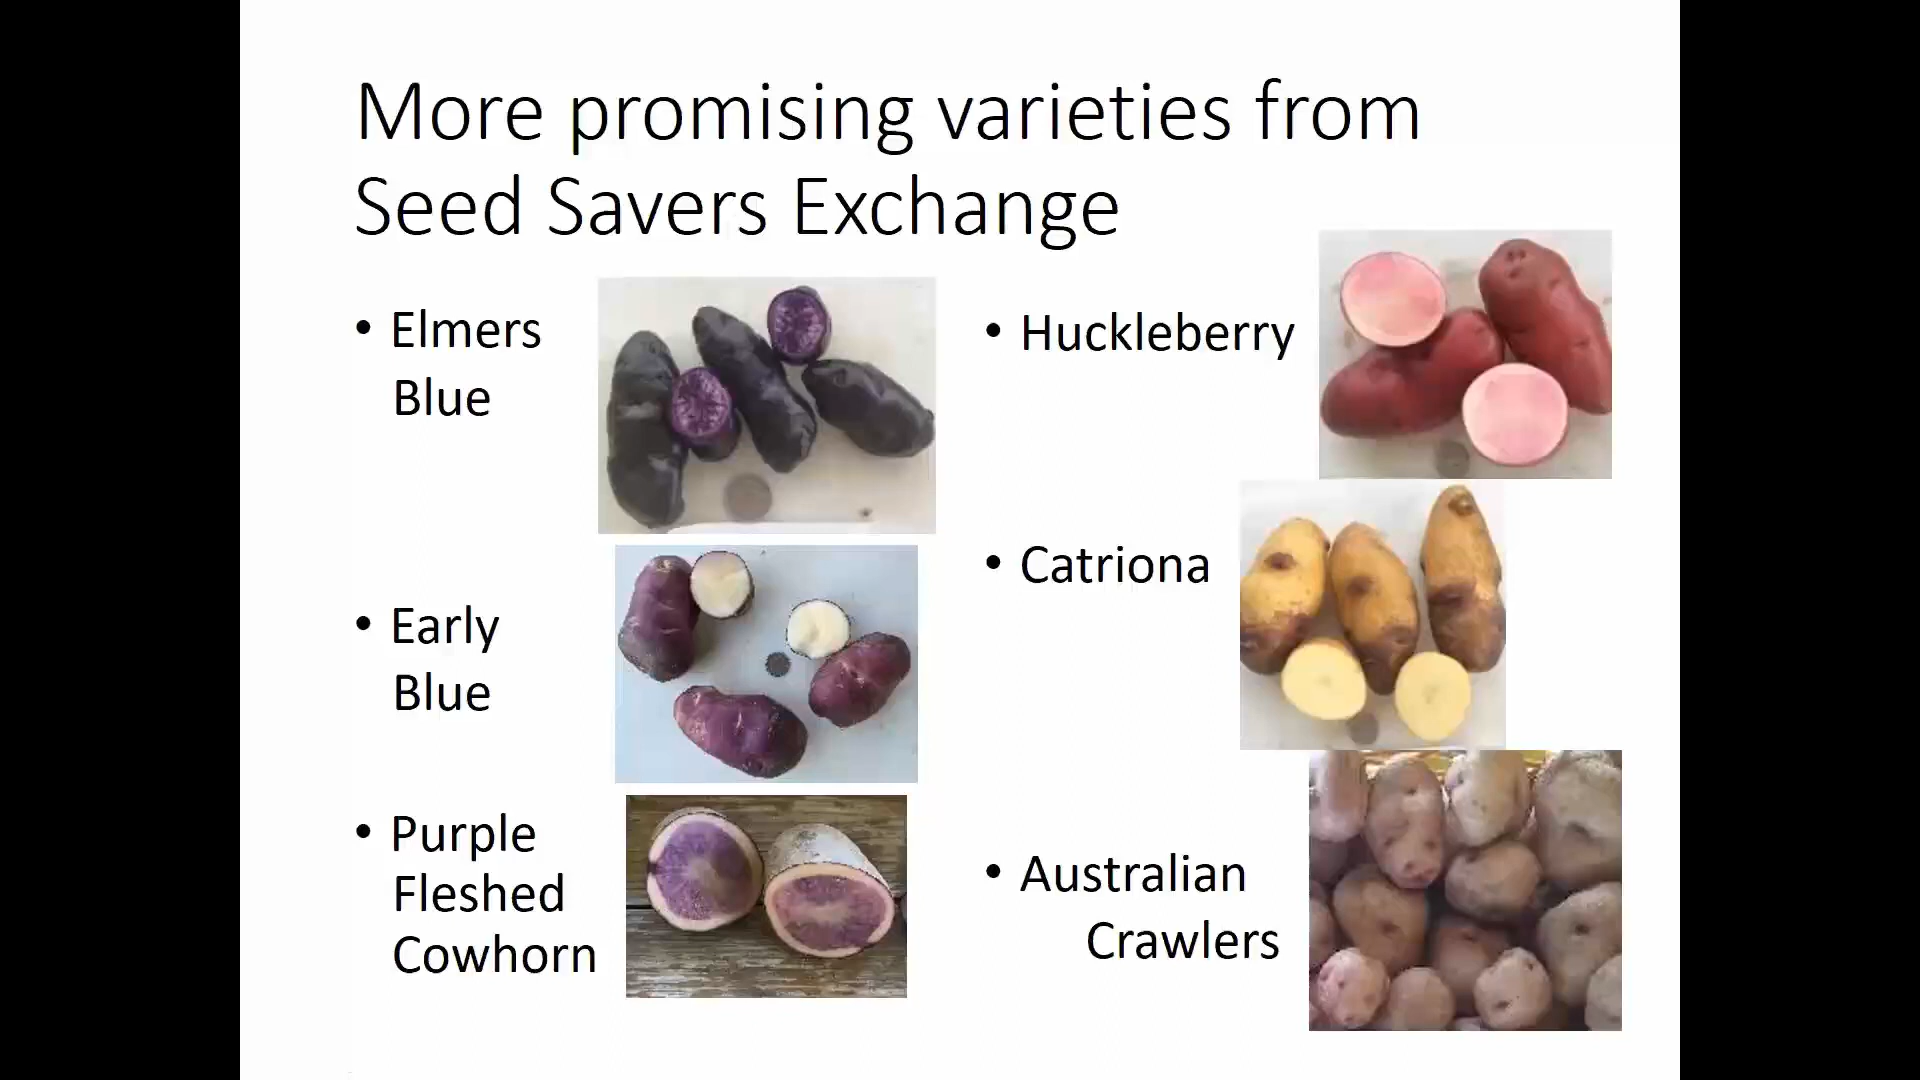 More promising varieties from
Seed Savers Exchange
• Elmers
Blue
• Early
Blue
• Purple
Fleshed
Cowhorn
• Huckleberry
• Catriona
• Australian
Crawlers